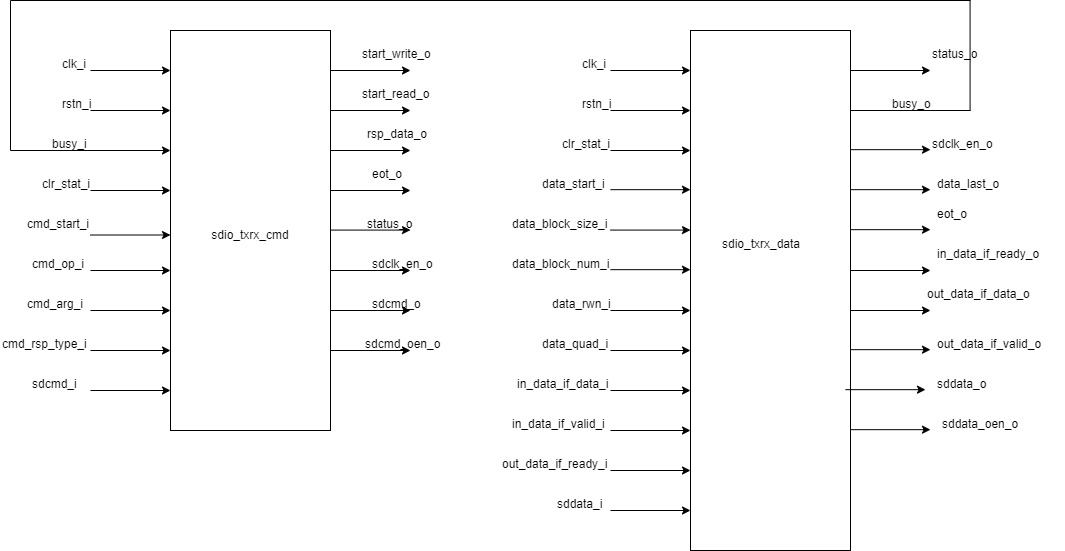 clk_i
rstn_i
busy_i
clr_stat_i
cmd_start_i
cmd_op_i
cmd_arg_i
cmd_rsp_type_i
sdcmd_i
sdio_txrx_cmd
start_write_o
start_read_o
rsp_data_o
eot_o
status_o
sdclk_en_o
sdcmd_o
sdcmd_oen_o
clk_i
rstn_i
clr_stat_i
data_start_i
data_block_size_i
data_block_num_i
data_rwn_i
data_quad_i
in_data_if_data_i
in_data_if_valid_i
out_data_if_ready_i
sddata_i
sdio_txrx_data
status_o
busy_o
sdclk_en_o
data_last_o
eot_o
in_data_if_ready_o
out_data_if_data_o
out_data_if_valid_o
sddata_o
sddata_oen_o